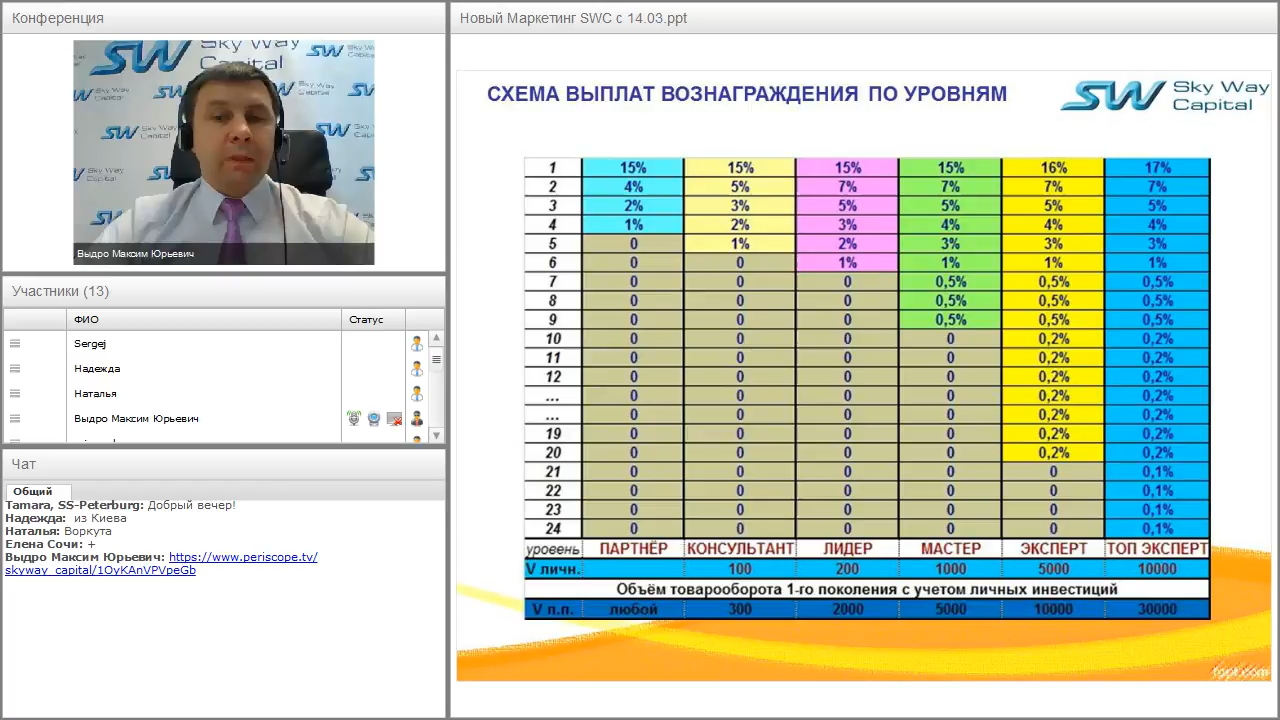 Конференция
Sky Way
Capital
SW
Sky Way
Capital
Выдро Максим Юрьевич
Участники (13)
ФИО Статус
Sergej
Надежда
Наталья
Выдро Максим Юрьевич
Чат
Общий
Tamara, SS-Peterburg: Добрый вечер!
Надежда: из Киева
Наталья: Воркута
Елена Сочи: +
Выдро Максим Юрьевич: https://www.periscope.tv/
skyway_capital/1OyKAnVPVpeGb
Новый Маркетинг SWC с 14.03.ppt
СХЕМА ВЫПЛАТ ВОЗНАГРАЖДЕНИЯ ПО УРОВНЯМ
SW Sky Way
Capital
1 15% 15% 15% 15% 16% 17%
2 4% 5% 7% 7% 7% 7%
3 2% 3% 5% 5% 5% 5%
4 1% 2% 3% 4% 4% 4%
5 0 1% 2% 3% 3% 3%
6 0 0 1% 1% 1% 1%
7 0 0 0 0,5% 0,5% 0,5%
8 0 0 0 0,5% 0,5% 0,5%
9 0 0 0 0,5% 0,5% 0,5%
10 0 0 0 0 0,2% 0,2%
11 0 0 0 0 0,2% 0,2%
12 0 0 0 0 0,2% 0,2%
... 0 0 0 0 0,2% 0,2%
... 0 0 0 0 0,2% 0,2%
19 0 0 0 0 0,2% 0,2%
20 0 0 0 0 0,2% 0,2%
21 0 0 0 0 0 0,1%
22 0 0 0 0 0 0,1%
23 0 0 0 0 0 0,1%
24 0 0 0 0 0 0,1%
уровень ПАРТНЁР КОНСУЛЬТАНТ ЛИДЕР МАСТЕР ЭКСПЕРТ ТОП ЭКСПЕРТ
V личн. 100 200 1000 5000 10000
Объём товарооборота 1-го поколения с учетом личных инвестиций
V п.п. любой 300 2000 5000 10000 30000
fppt.com